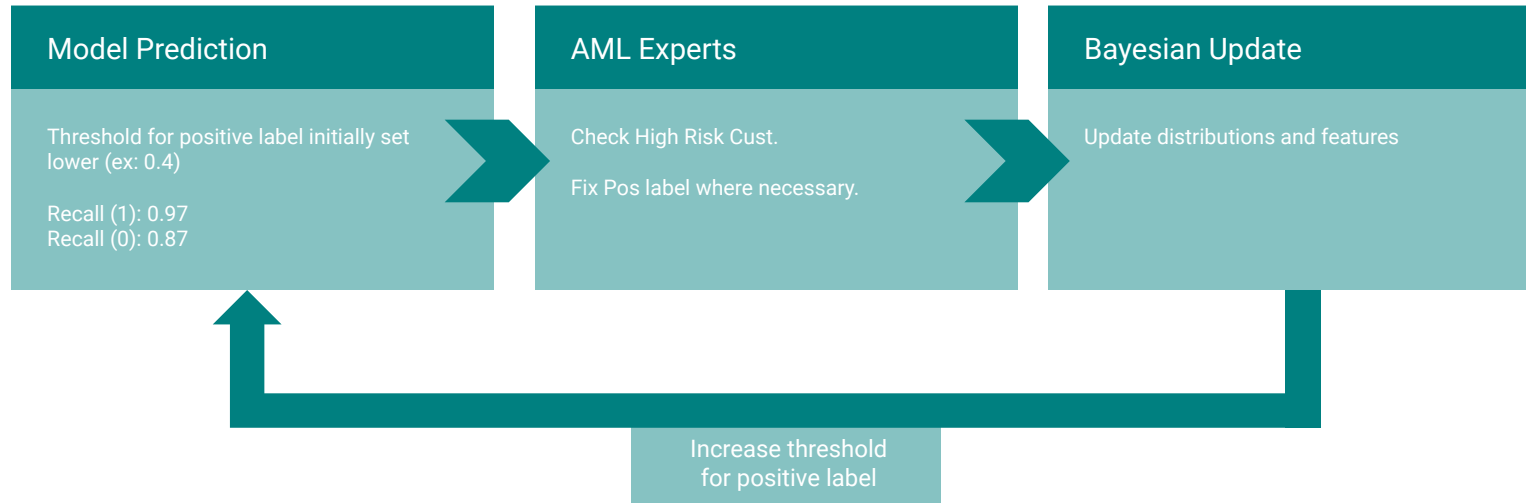 Model Prediction
Threshold for positive label initially set
lower (ex: 0.4)
Recall (1): 0.97
Recall (0): 0.87
AML Experts
Check High Risk Cust.
Fix Pos label where necessary.
Bayesian Update
Update distributions and features
Increase threshold
for positive label